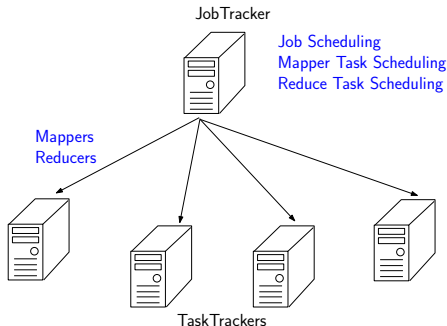 JobTracker
Job Scheduling
Mapper Task Scheduling
Reduce Task Scheduling
Mappers
Reducers
TaskTrackers